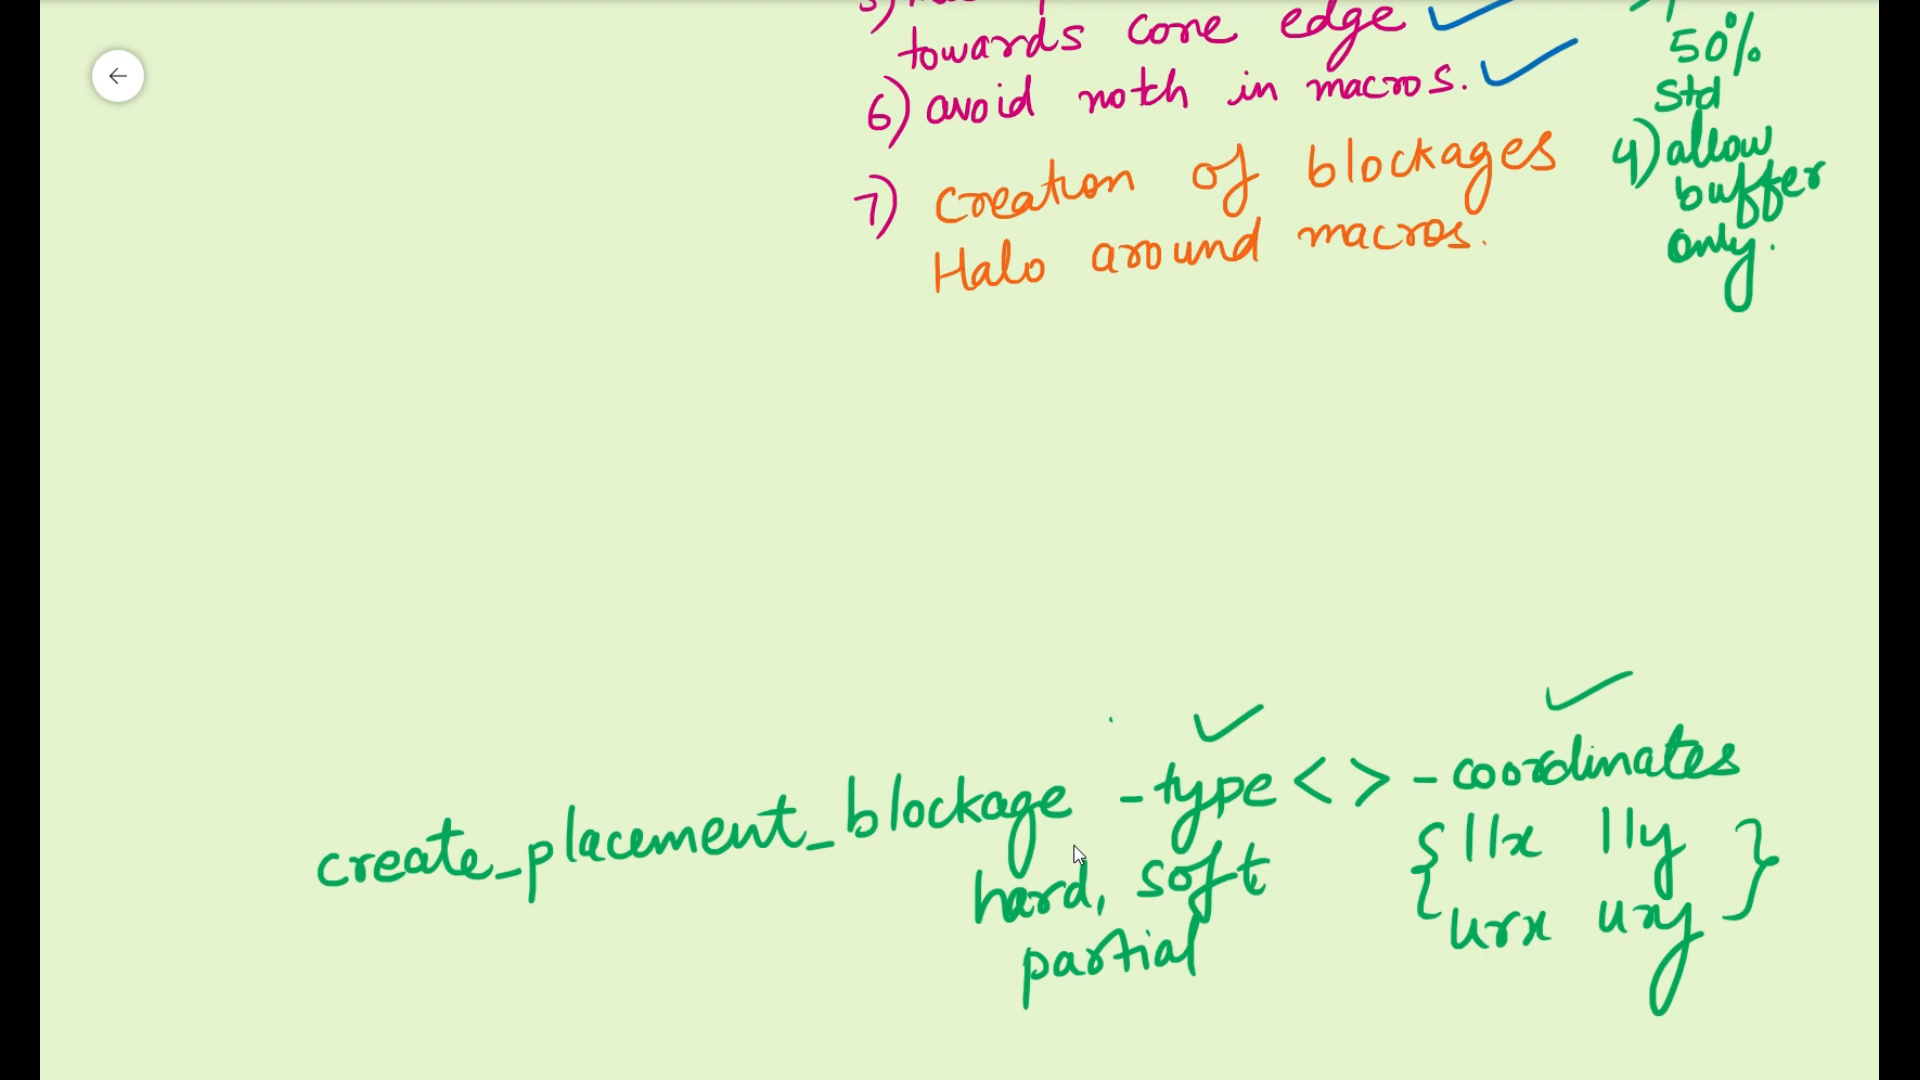 towards core edge
6) avoid notch in macros.
7) Creation of blockages
Halo around macros.
50%
Std
4) allow
buffer
only.
create_placement_blockage -type < > -coordinates
hard, soft
partial
{ llx lly
urx ury }